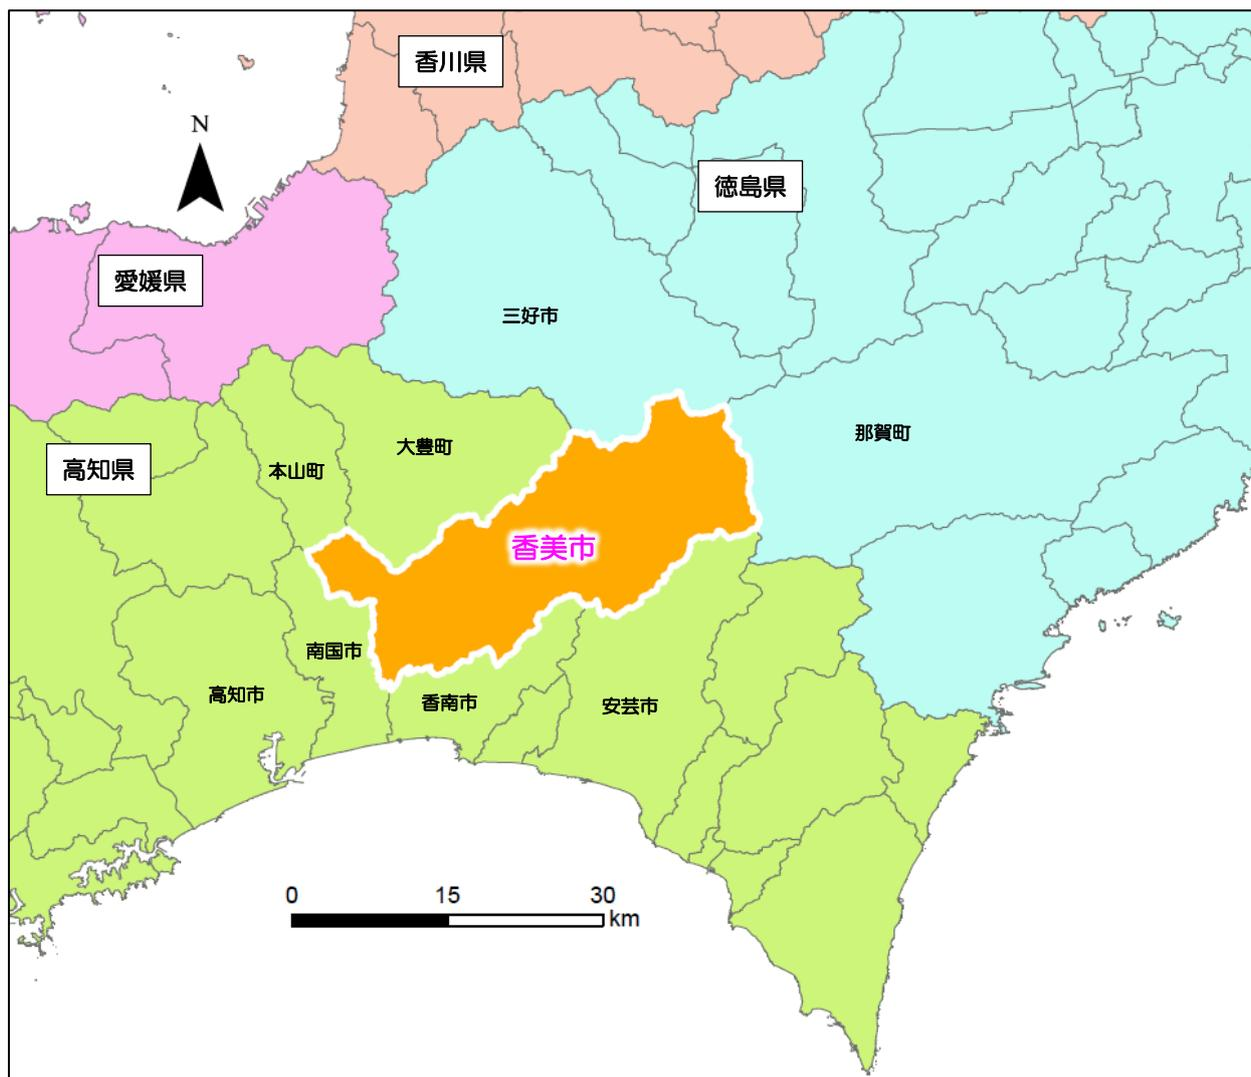 香川県
N
徳島県
愛媛県
三好市
那賀町
大豊町
高知県
本山町
香美市
南国市
高知市
香南市
安芸市
0 15 30
km